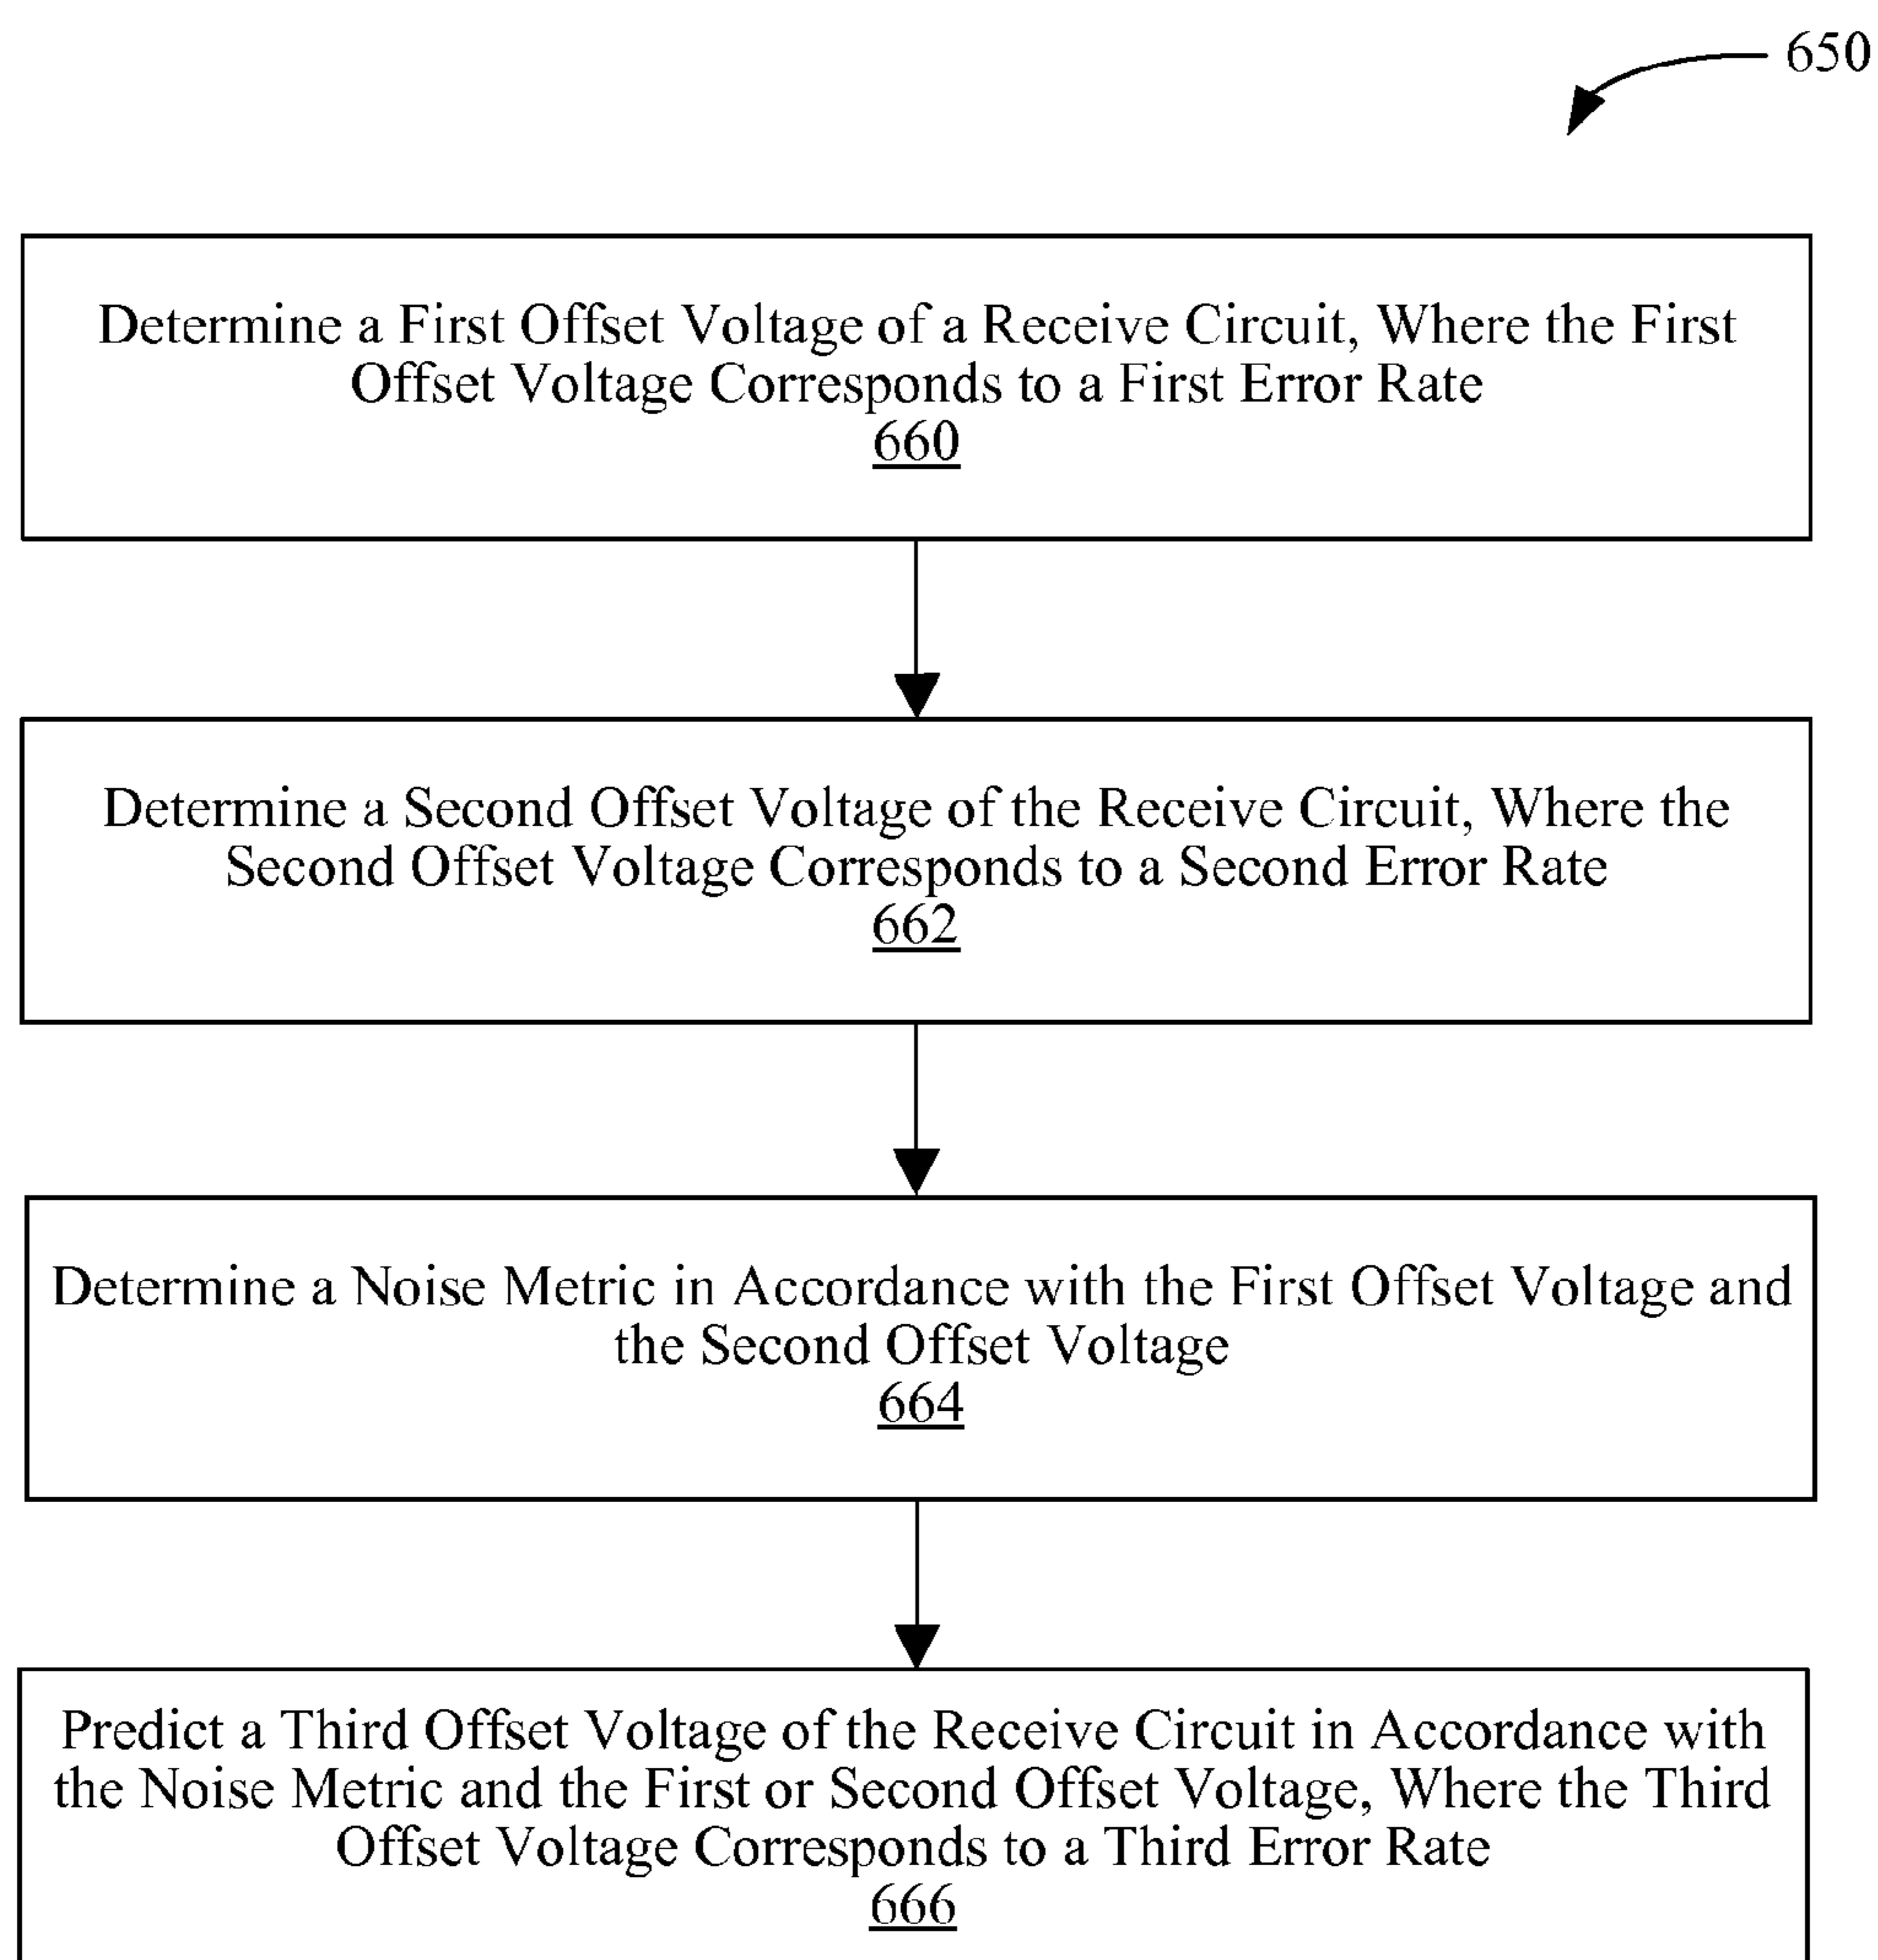 650
Determine a First Offset Voltage of a Receive Circuit, Where the First
Offset Voltage Corresponds to a First Error Rate
660
Determine a Second Offset Voltage of the Receive Circuit, Where the
Second Offset Voltage Corresponds to a Second Error Rate
662
Determine a Noise Metric in Accordance with the First Offset Voltage and
the Second Offset Voltage
664
Predict a Third Offset Voltage of the Receive Circuit in Accordance with
the Noise Metric and the First or Second Offset Voltage, Where the Third
Offset Voltage Corresponds to a Third Error Rate
666